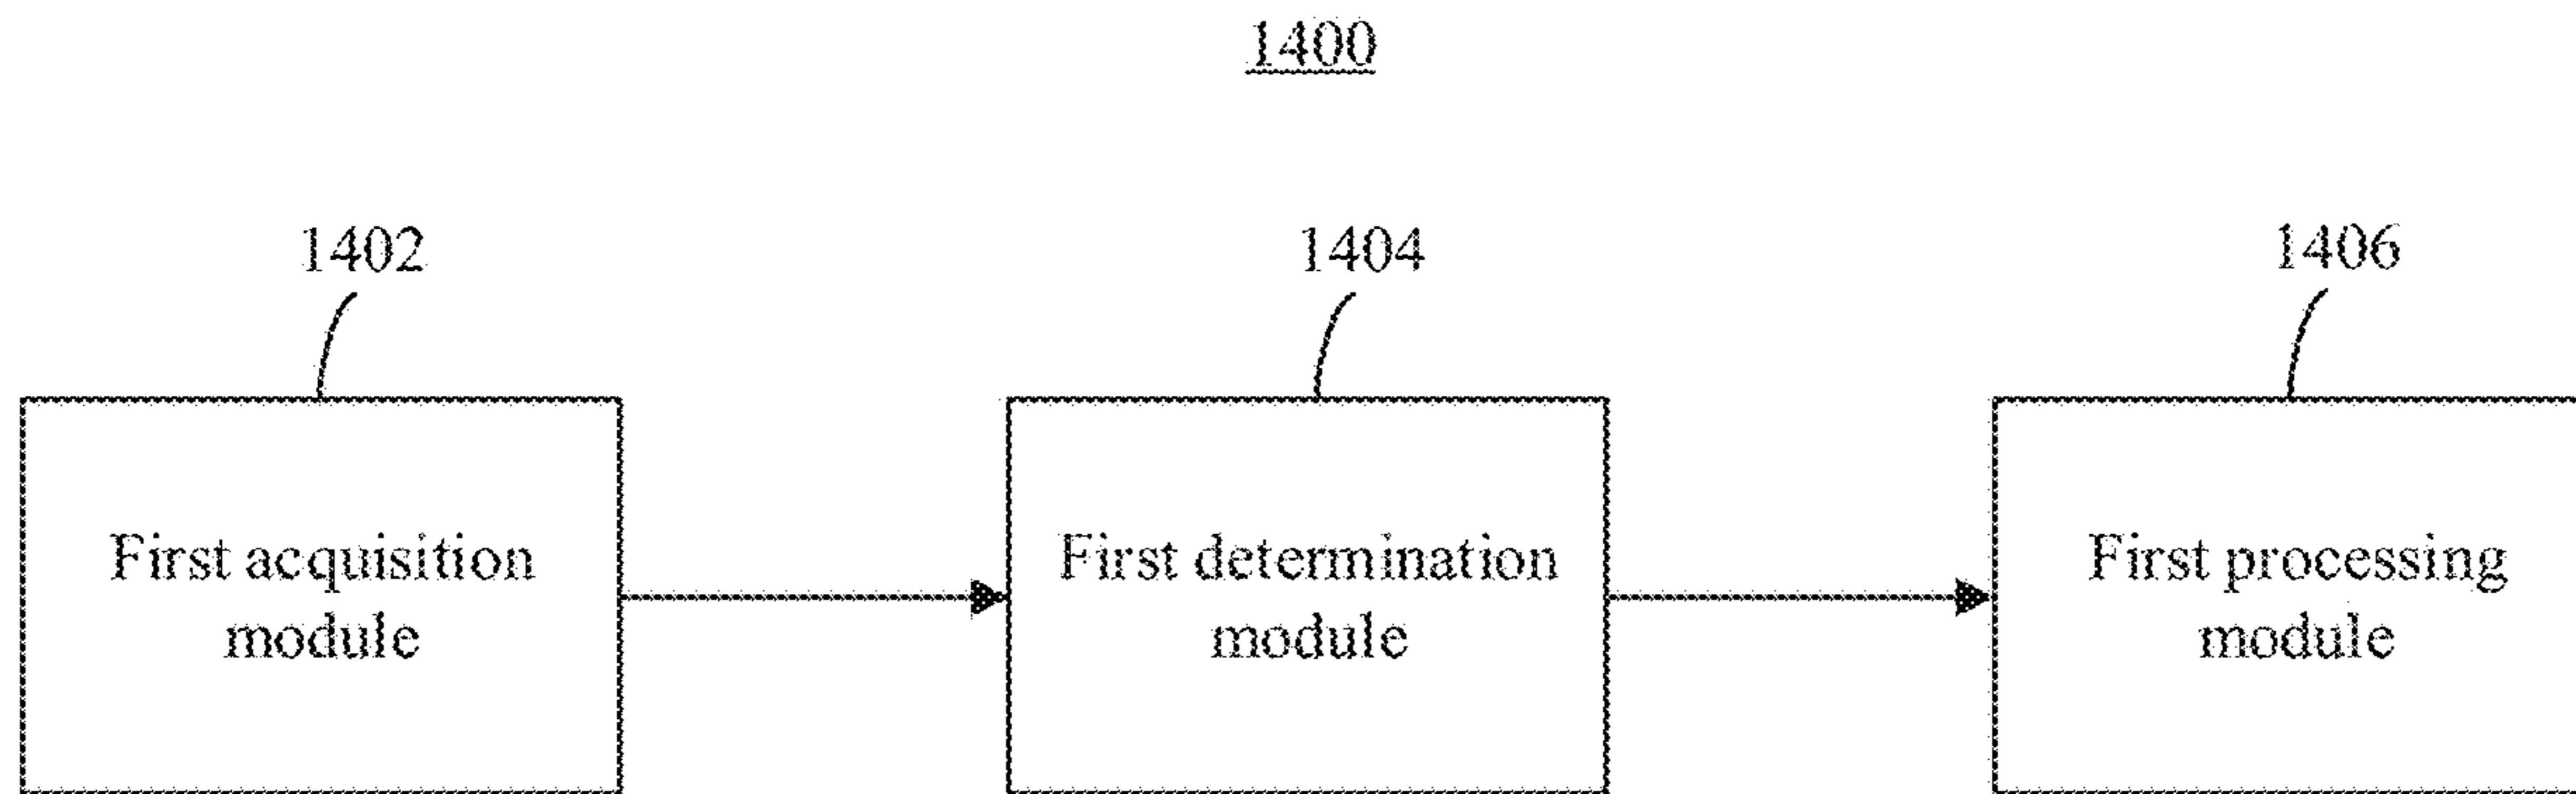 1400
1402
1404
1406
First acquisition
module
First determination
module
First processing
module